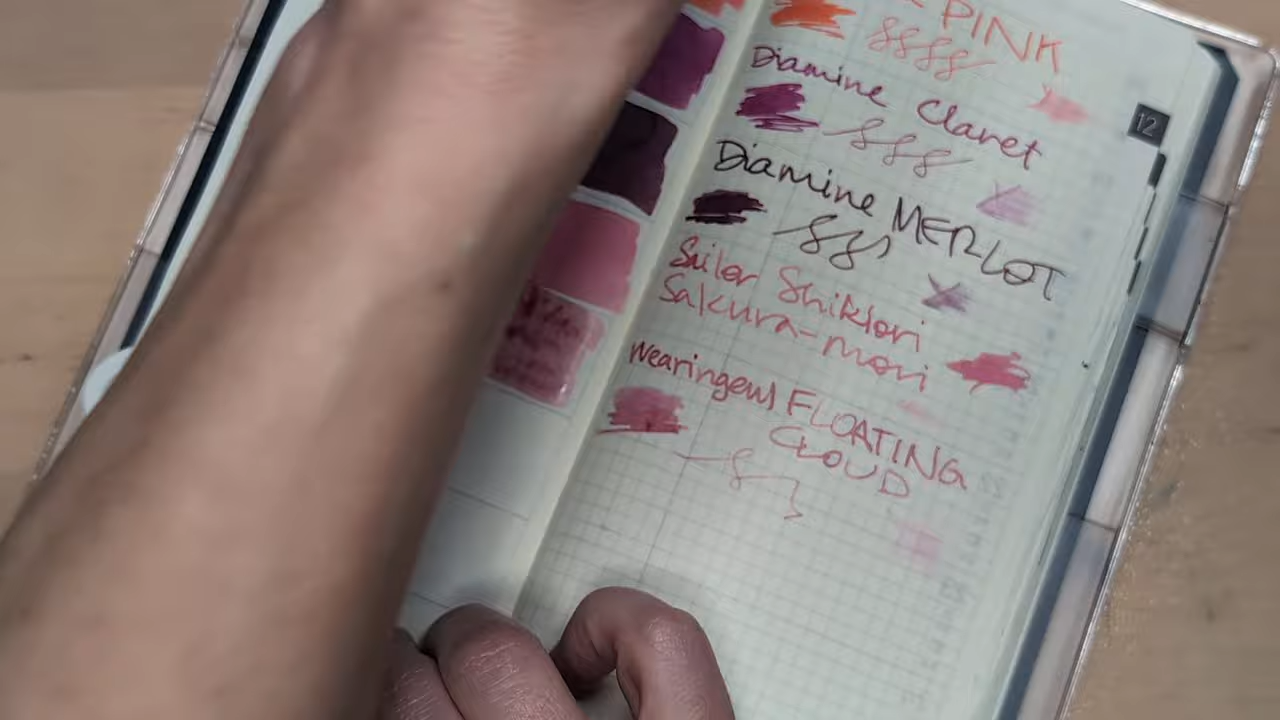 PINK
Diamine Claret
12
Diamine MERLOT
Sailor Shikiori
Sakura-mori
Wearingeul FLOATING
CLOUD